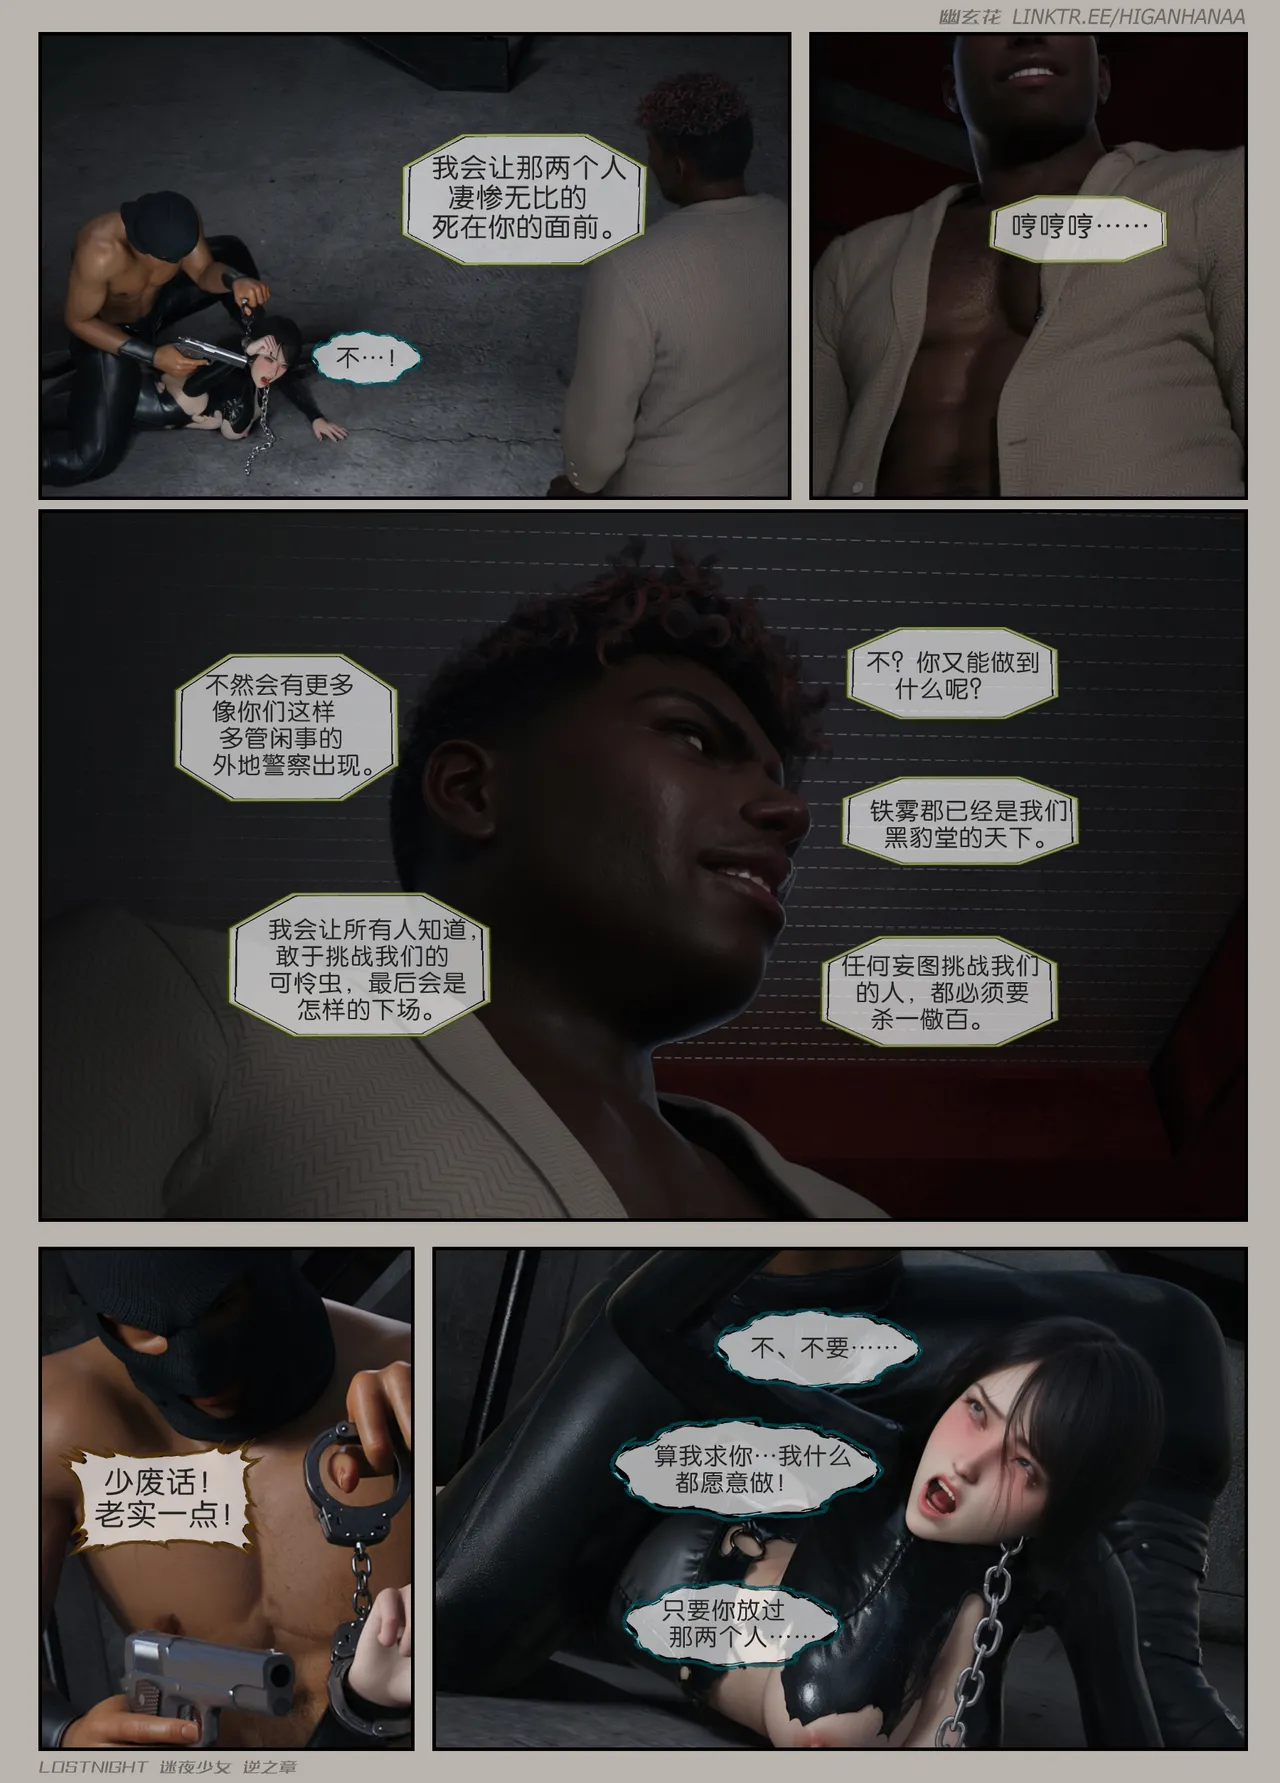 幽玄花 LINKTR.EE/HIGANHANAA
我会让那两个人
凄惨无比的
死在你的面前。
不…！
哼哼哼……
不？你又能做到
什么呢？
不然会有更多
像你们这样
多管闲事的
外地警察出现。
铁雾郡已经是我们
黑豹堂的天下。
我会让所有人知道，
敢于挑战我们的
可怜虫，最后会是
怎样的下场。
任何妄图挑战我们
的人，都必须要
杀一儆百。
少废话！
老实一点！
不、不要……
算我求你…我什么
都愿意做！
只要你放过
那两个人……
LOSTNIGHT 迷夜少女 逆之章